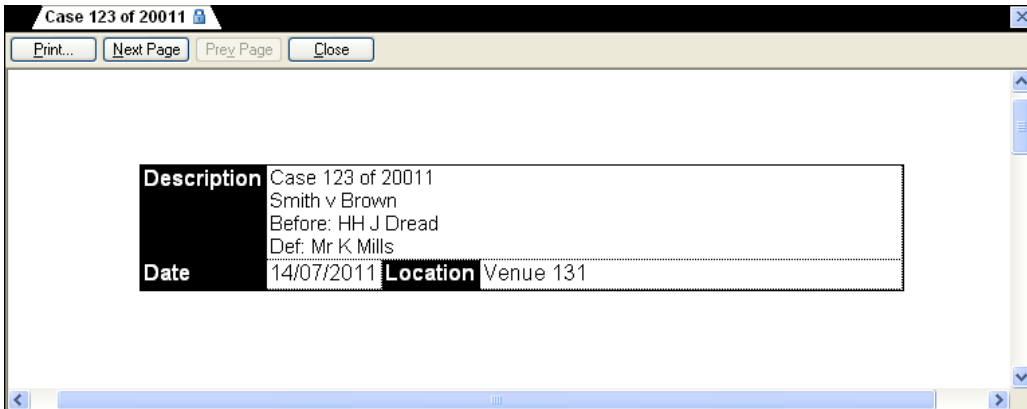 Case 123 of 20011
Print... Next Page Prev Page Close
Description Case 123 of 20011
Smith v Brown
Before: HH J Dread
Def: Mr K Mills
Date 14/07/2011 Location Venue 131